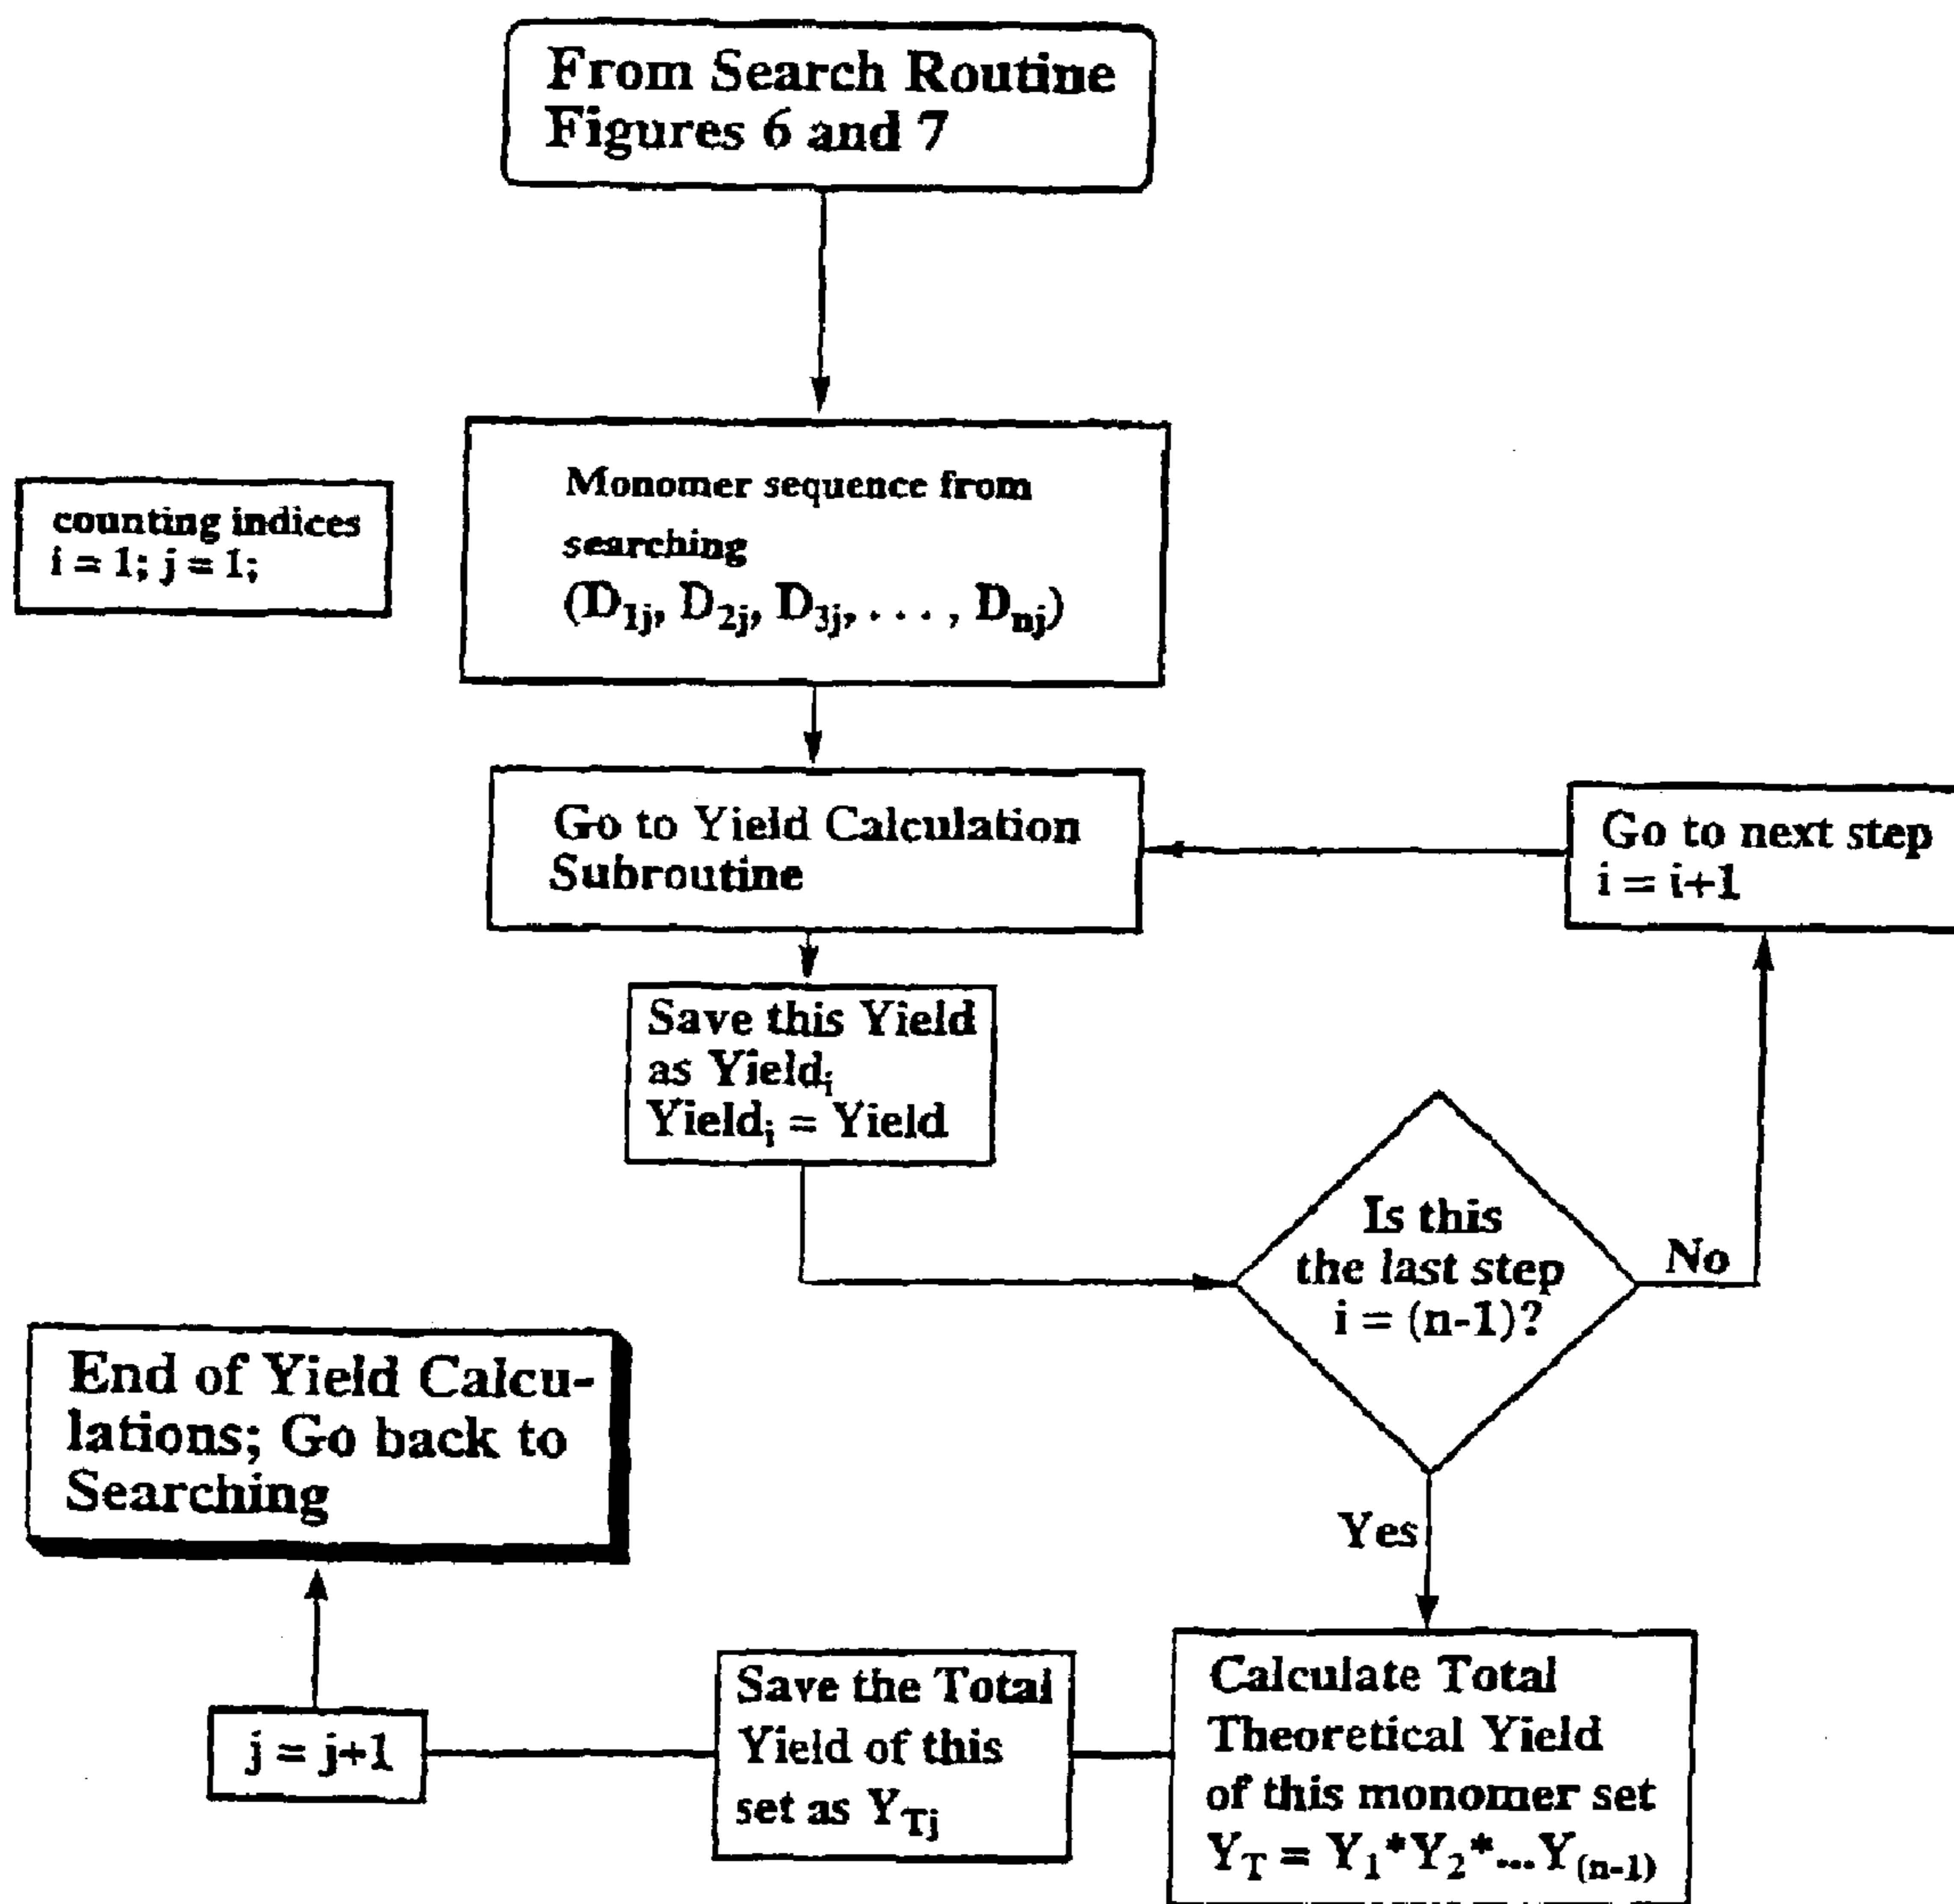 From Search Routine
Figures 6 and 7
counting indices
i = 1; j = 1;
Monomer sequence from
searching
(D1j, D2j, D3j, . . . , Dnj)
Go to Yield Calculation
Subroutine
Go to next step
i = i+1
Save this Yield
as Yieldi
Yieldi = Yield
Is this
the last step
i = (n-1)?
No
Yes
Calculate Total
Theoretical Yield
of this monomer set
YT = Y1*Y2*...Y(n-1)
Save the Total
Yield of this
set as YTj
j = j+1
End of Yield Calcu-
lations; Go back to
Searching